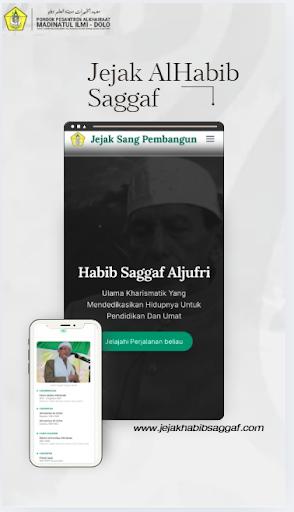 PONDOK PESANTREN ALKHAIRAAT
MADINATUL ILMI - DOLO
Jejak AlHabib
Saggaf
Jejak Sang Pembangun
Habib Saggaf Aljufri
Ulama Kharismatik Yang
Mendedikasikan Hidupnya Untuk
Pendidikan Dan Umat
Jelajahi Perjalanan beliau
www.jejakhabibsaggaf.com